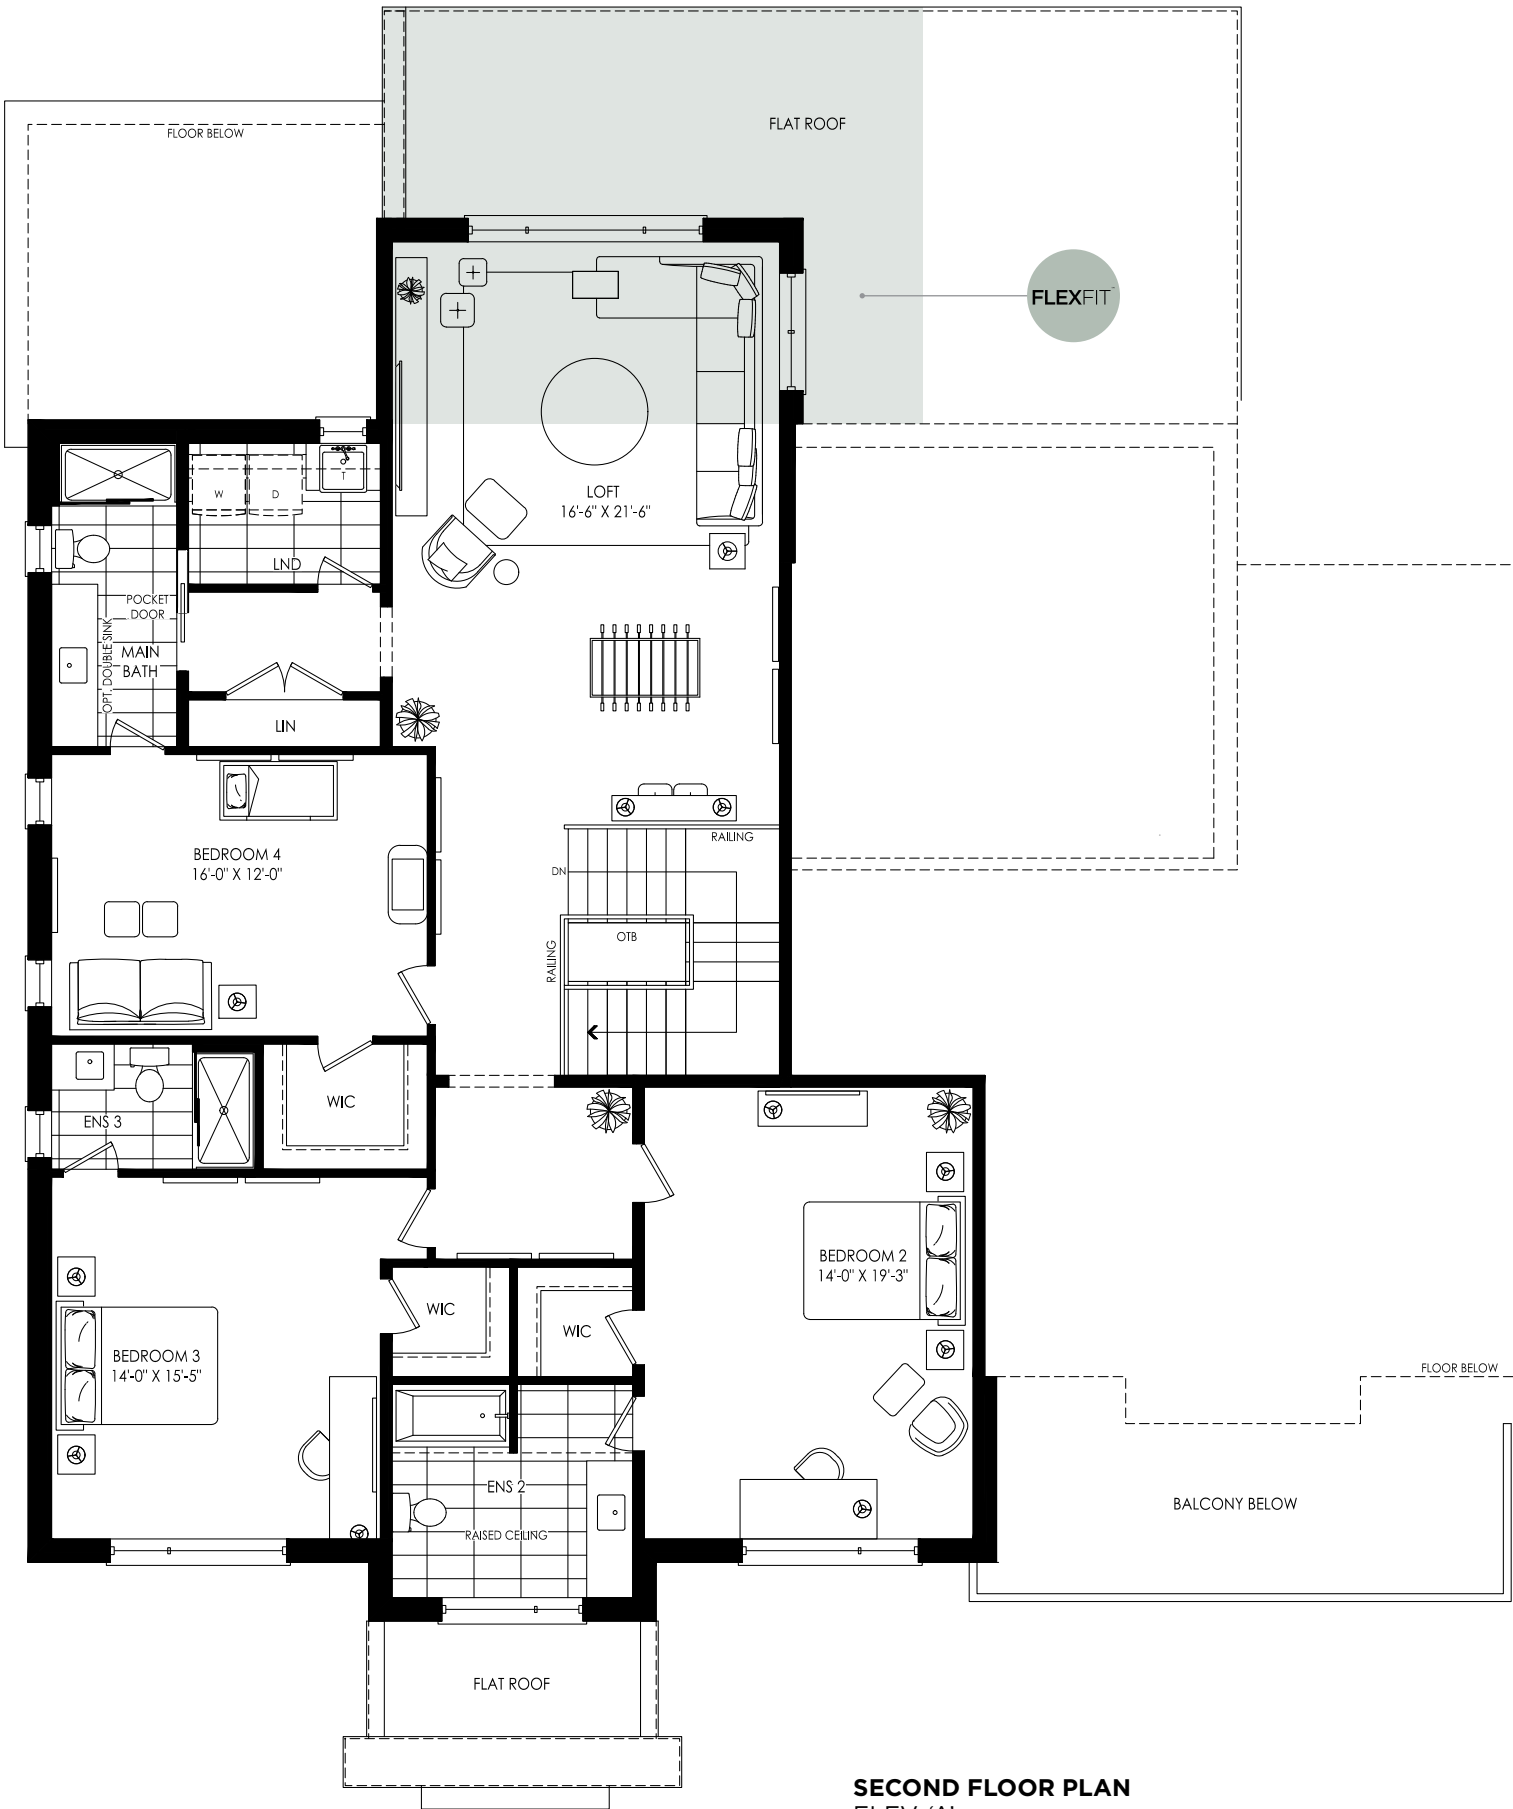 FLAT ROOF
FLOOR BELOW
FLEXFIT™
LOFT
16'-6" X 21'-6"
W
D
T
LND
POCKET
DOOR
OPT. DOUBLE SINK
MAIN
BATH
LIN
RAILING
BEDROOM 4
16'-0" X 12'-0"
DN
OTB
RAILING
WIC
ENS 3
BEDROOM 2
14'-0" X 19'-3"
WIC
WIC
BEDROOM 3
14'-0" X 15'-5"
FLOOR BELOW
ENS 2
BALCONY BELOW
RAISED CEILING
FLAT ROOF
SECOND FLOOR PLAN